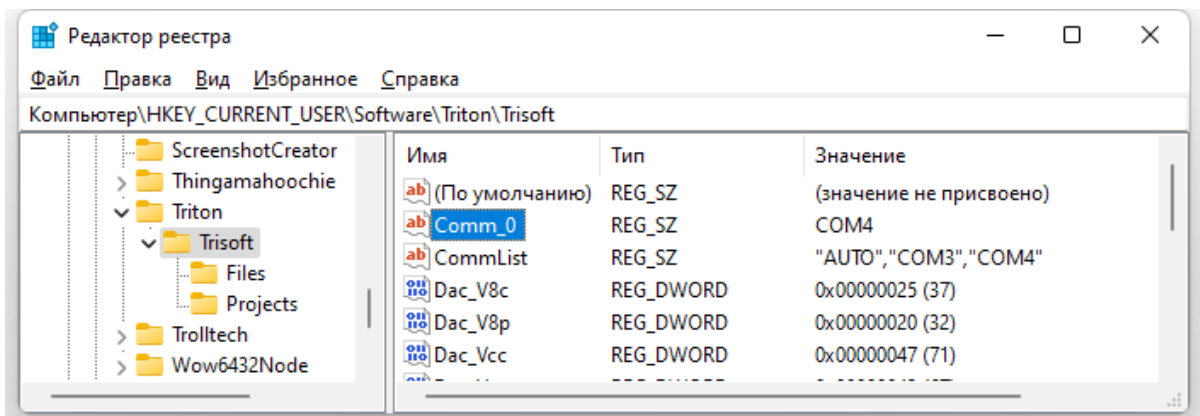 Редактор реестра
Файл Правка Вид Избранное Справка
Компьютер\HKEY_CURRENT_USER\Software\Triton\Trisoft
ScreenshotCreator
Thingamahoochie
Triton
Trisoft
Files
Projects
Trolltech
Wow6432Node
Имя Тип Значение
(По умолчанию) REG_SZ (значение не присвоено)
Comm_0 REG_SZ COM4
CommList REG_SZ "AUTO","COM3","COM4"
Dac_V8c REG_DWORD 0x00000025 (37)
Dac_V8p REG_DWORD 0x00000020 (32)
Dac_Vcc REG_DWORD 0x00000047 (71)